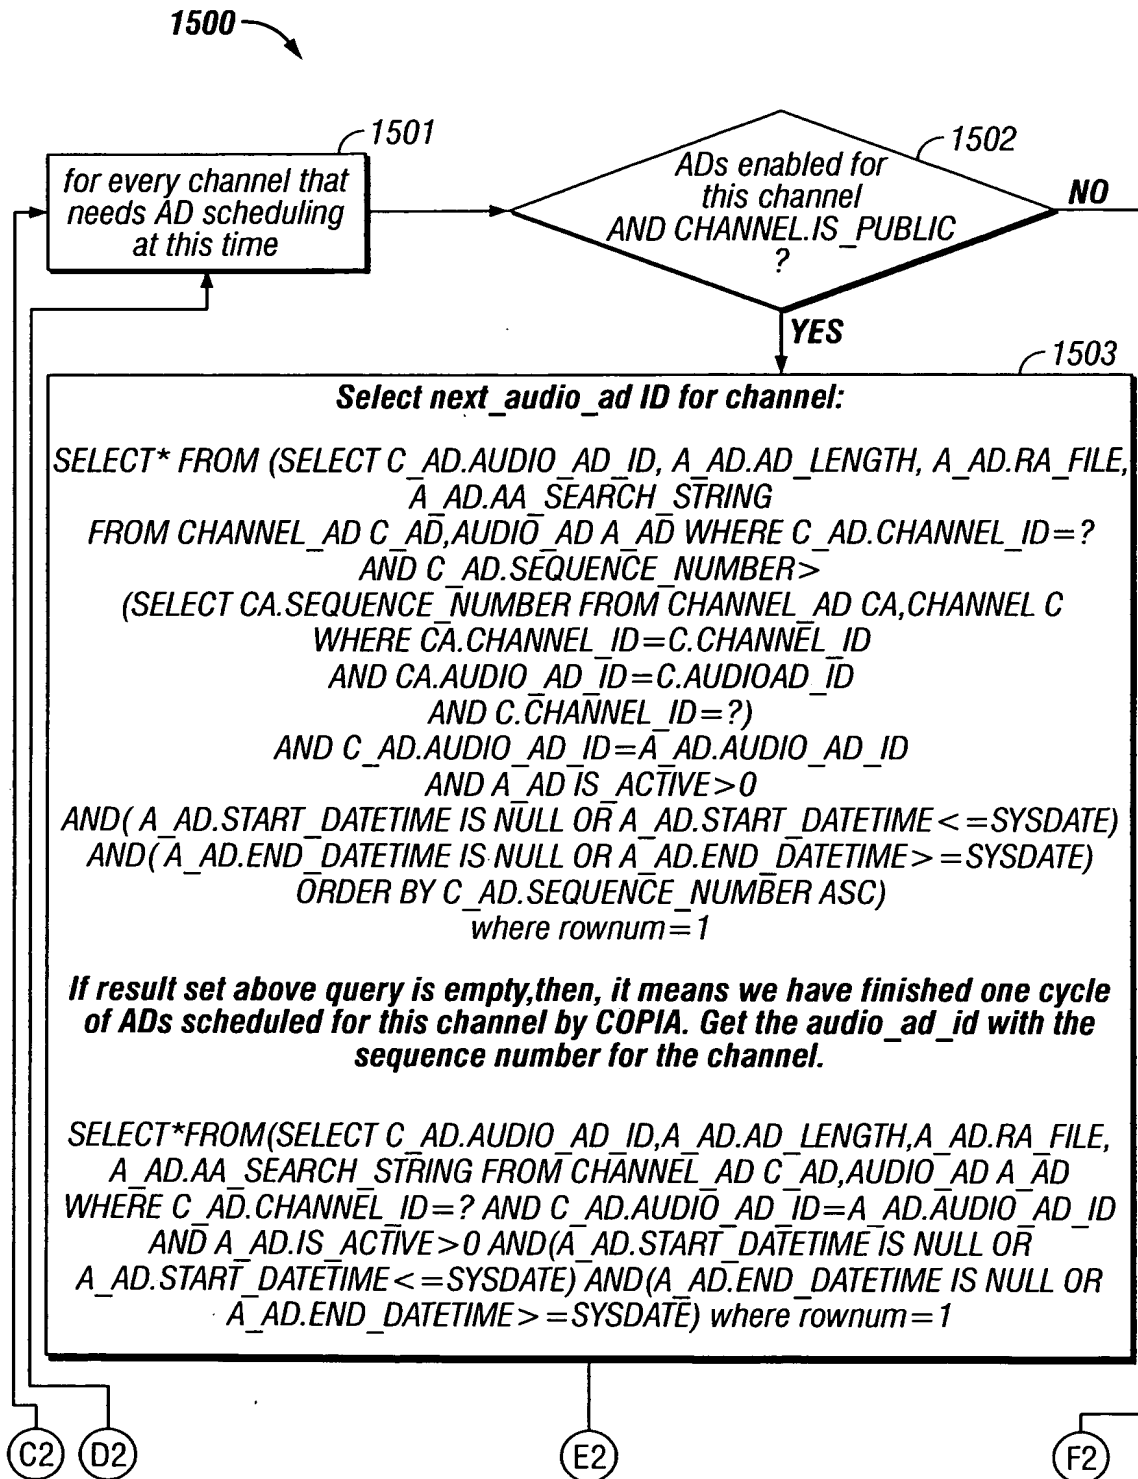 1500
1501
for every channel that
needs AD scheduling
at this time
1502
ADs enabled for
this channel
AND CHANNEL.IS_PUBLIC
?
NO
YES
1503
Select next_audio_ad ID for channel:
SELECT* FROM (SELECT C_AD.AUDIO_AD_ID, A_AD.AD_LENGTH, A_AD.RA_FILE,
A_AD.AA_SEARCH_STRING
FROM CHANNEL_AD C_AD,AUDIO_AD A_AD WHERE C_AD.CHANNEL_ID=?
AND C_AD.SEQUENCE_NUMBER>
(SELECT CA.SEQUENCE_NUMBER FROM CHANNEL_AD CA,CHANNEL C
WHERE CA.CHANNEL_ID=C.CHANNEL_ID
AND CA.AUDIO_AD_ID=C.AUDIOAD_ID
AND C.CHANNEL_ID=?)
AND C_AD.AUDIO_AD_ID=A_AD.AUDIO_AD_ID
AND A_AD IS_ACTIVE>0
AND( A_AD.START_DATETIME IS NULL OR A_AD.START_DATETIME<=SYSDATE)
AND( A_AD.END_DATETIME IS NULL OR A_AD.END_DATETIME>=SYSDATE)
ORDER BY C_AD.SEQUENCE_NUMBER ASC)
where rownum=1
If result set above query is empty,then, it means we have finished one cycle
of ADs scheduled for this channel by COPIA. Get the audio_ad_id with the
sequence number for the channel.
SELECT*FROM(SELECT C_AD.AUDIO_AD_ID,A_AD.AD_LENGTH,A_AD.RA_FILE,
A_AD.AA_SEARCH_STRING FROM CHANNEL_AD C_AD,AUDIO_AD A_AD
WHERE C_AD.CHANNEL_ID=? AND C_AD.AUDIO_AD_ID=A_AD.AUDIO_AD_ID
AND A_AD.IS_ACTIVE>0 AND(A_AD.START_DATETIME IS NULL OR
A_AD.START_DATETIME<=SYSDATE) AND(A_AD.END_DATETIME IS NULL OR
A_AD.END_DATETIME>=SYSDATE) where rownum=1
C2 D2 E2 F2